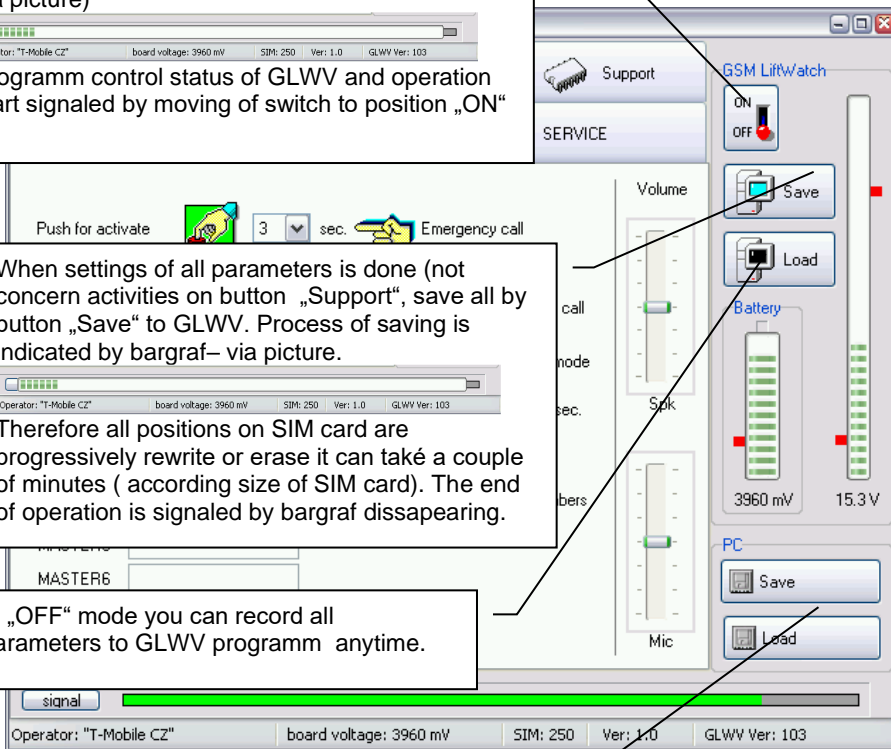 picture)
tor: "T-Mobile CZ" board voltage: 3960 mV SIM: 250 Ver: 1.0 GLWV Ver: 103
ogramm control status of GLWV and operation
art signaled by moving of switch to position „ON“
Support
SERVICE
GSM LiftWatch
ON
OFF
Save
Load
Volume
Push for activate 3 sec. Emergency call
When settings of all parameters is done (not
concern activities on button „Support“, save all by
button „Save“ to GLWV. Process of saving is
indicated by bargraf– via picture.
Operator: "T-Mobile CZ" board voltage: 3960 mV SIM: 250 Ver: 1.0 GLWV Ver: 103
Therefore all positions on SIM card are
progressively rewrite or erase it can také a couple
of minutes ( according size of SIM card). The end
of operation is signaled by bargraf dissapearing.
call
mode
sec.
Spk
Battery
3960 mV 15.3 V
mbers
MASTER6
„OFF“ mode you can record all
arameters to GLWV programm anytime.
Mic
PC
Save
Load
signal
Operator: "T-Mobile CZ" board voltage: 3960 mV SIM: 250 Ver: 1.0 GLWV Ver: 103